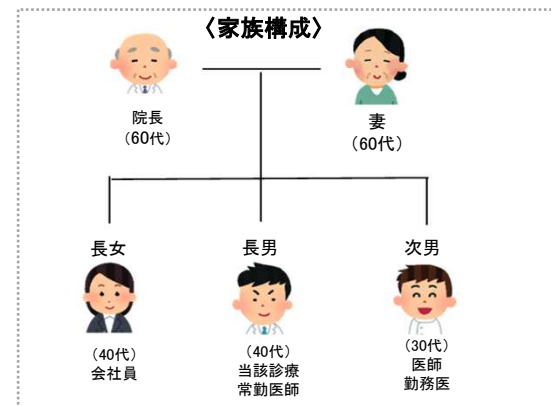 〈家族構成〉
院長
（60代）
妻
（60代）
長女
長男
次男
（40代）
会社員
（40代）
当該診療
常勤医師
（30代）
医師
勤務医